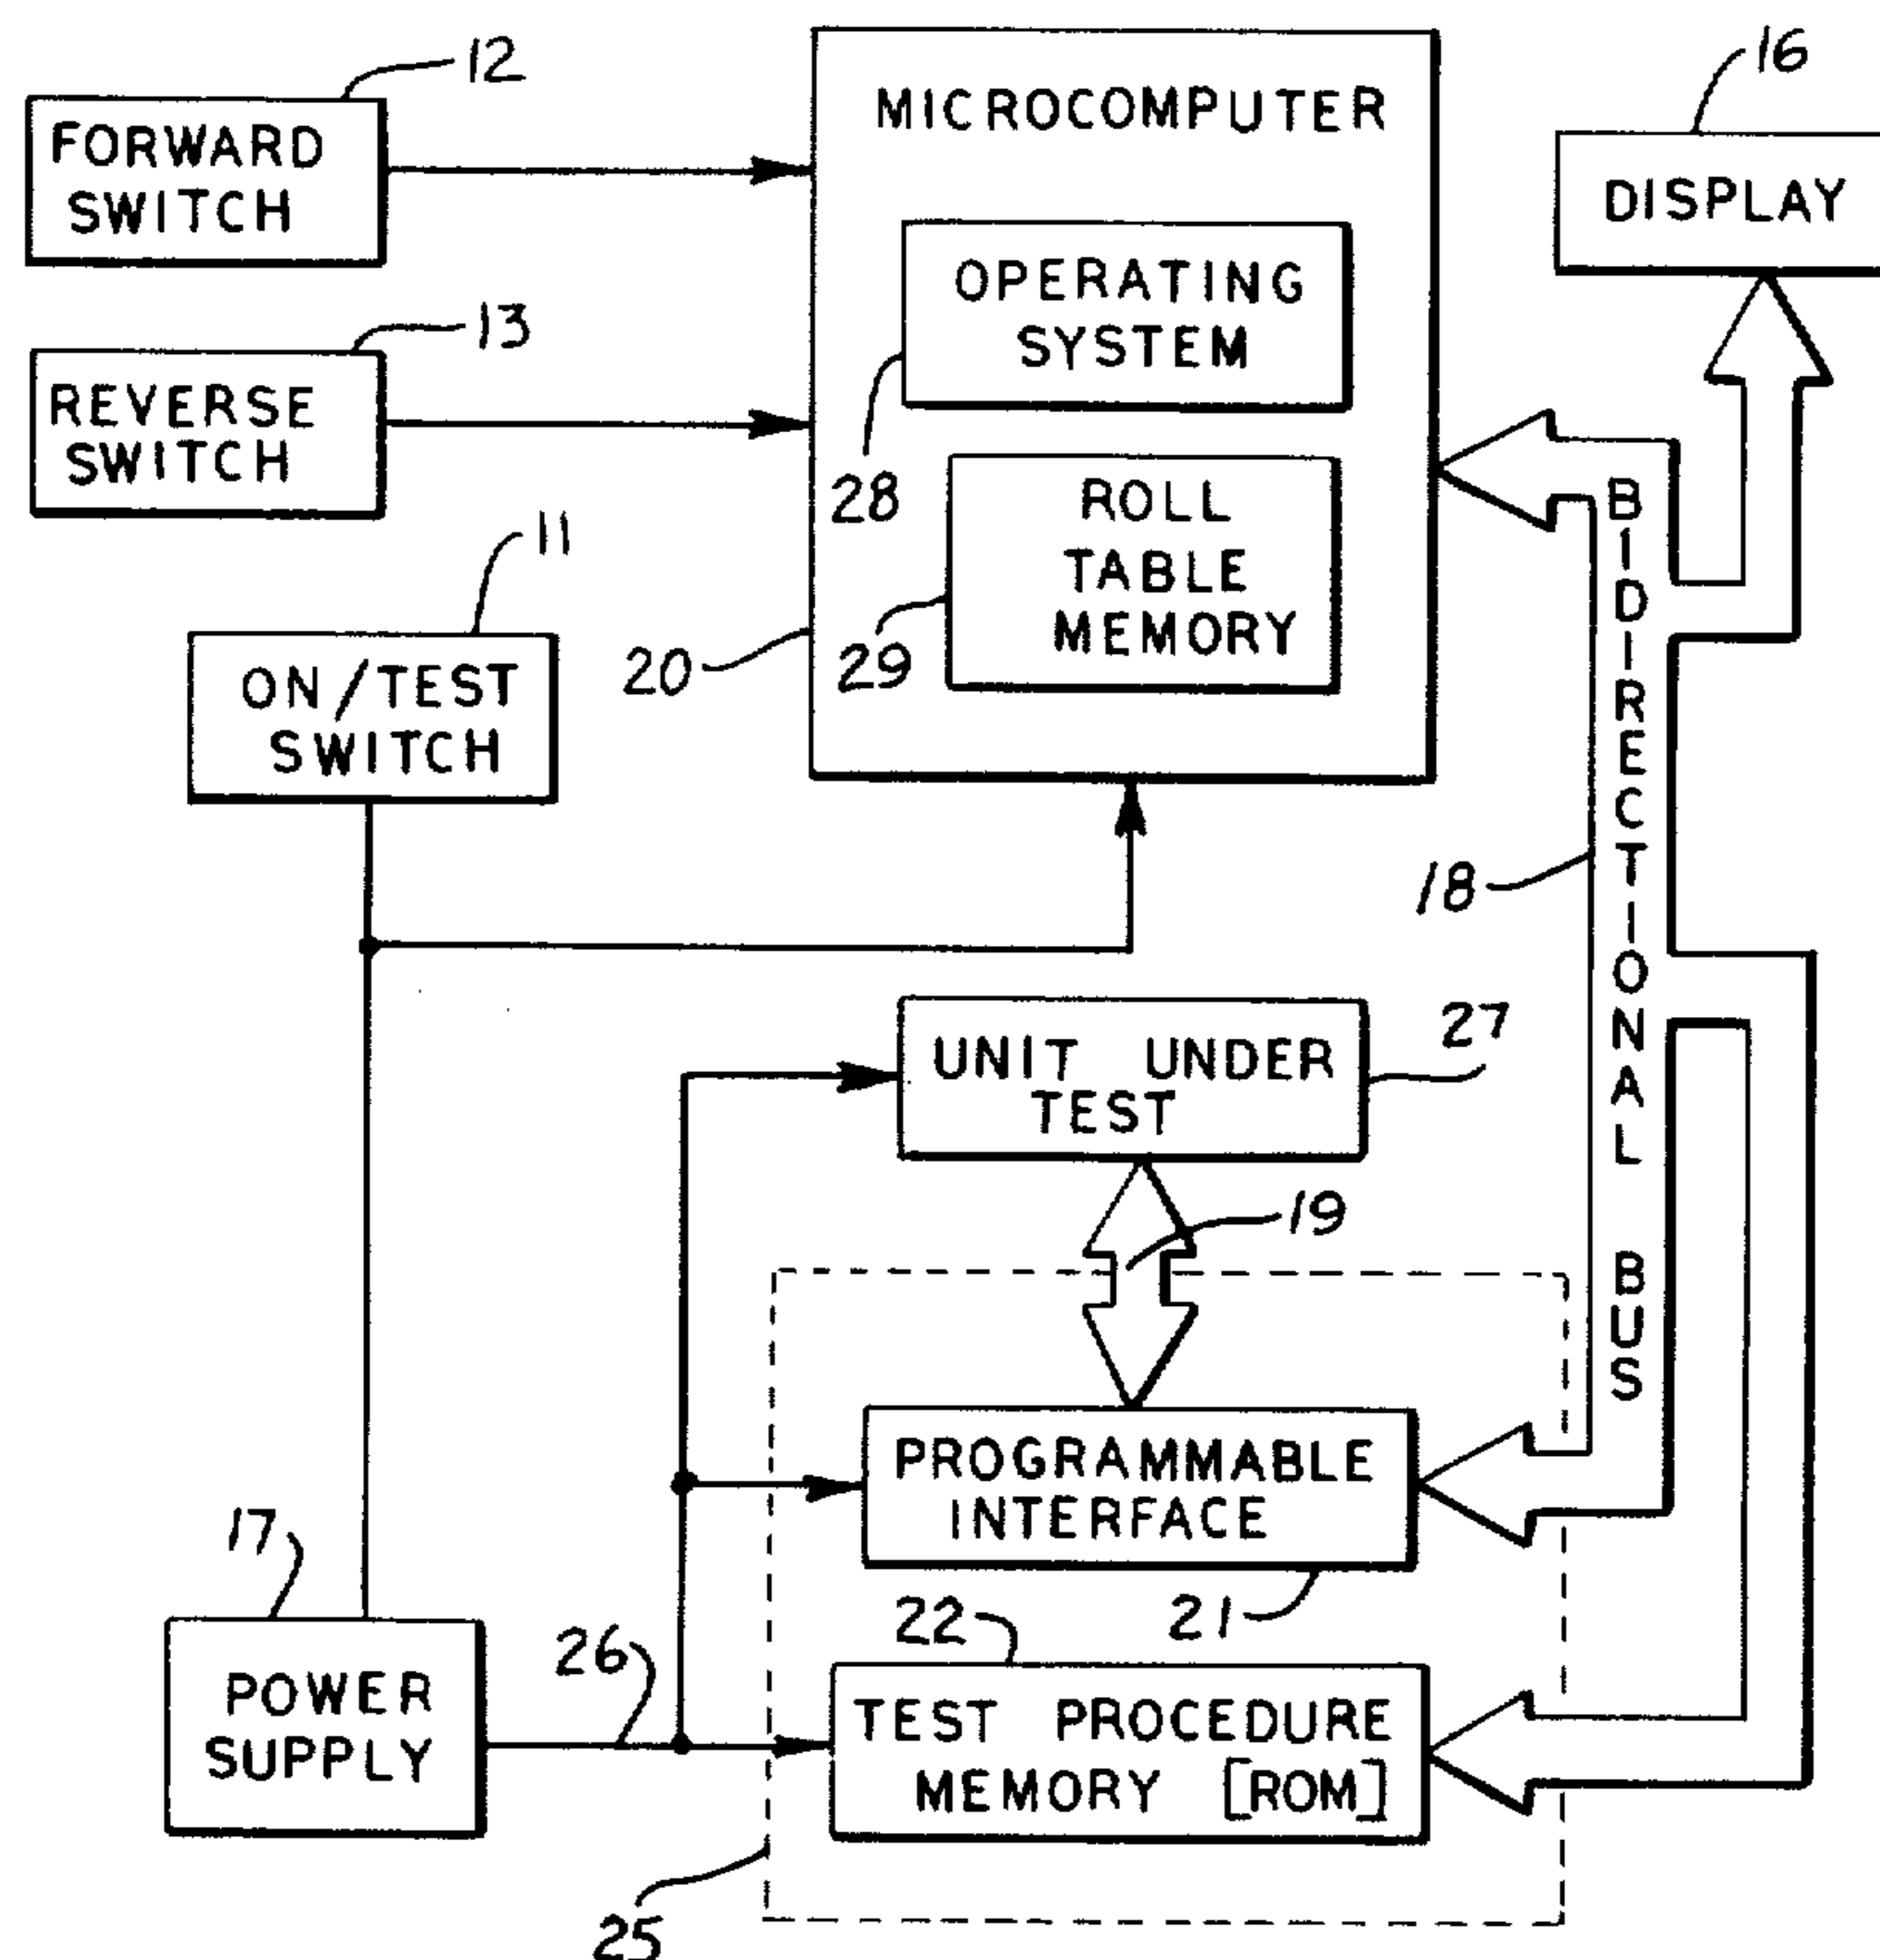 12
FORWARD
SWITCH
13
REVERSE
SWITCH
11
ON/TEST
SWITCH
MICROCOMPUTER
OPERATING
SYSTEM
28
ROLL
TABLE
MEMORY
29
20
16
DISPLAY
18
BIDIRECTIONAL BUS
UNIT UNDER
TEST
27
19
PROGRAMMABLE
INTERFACE
21
17
POWER
SUPPLY
26
22
TEST PROCEDURE
MEMORY [ROM]
25